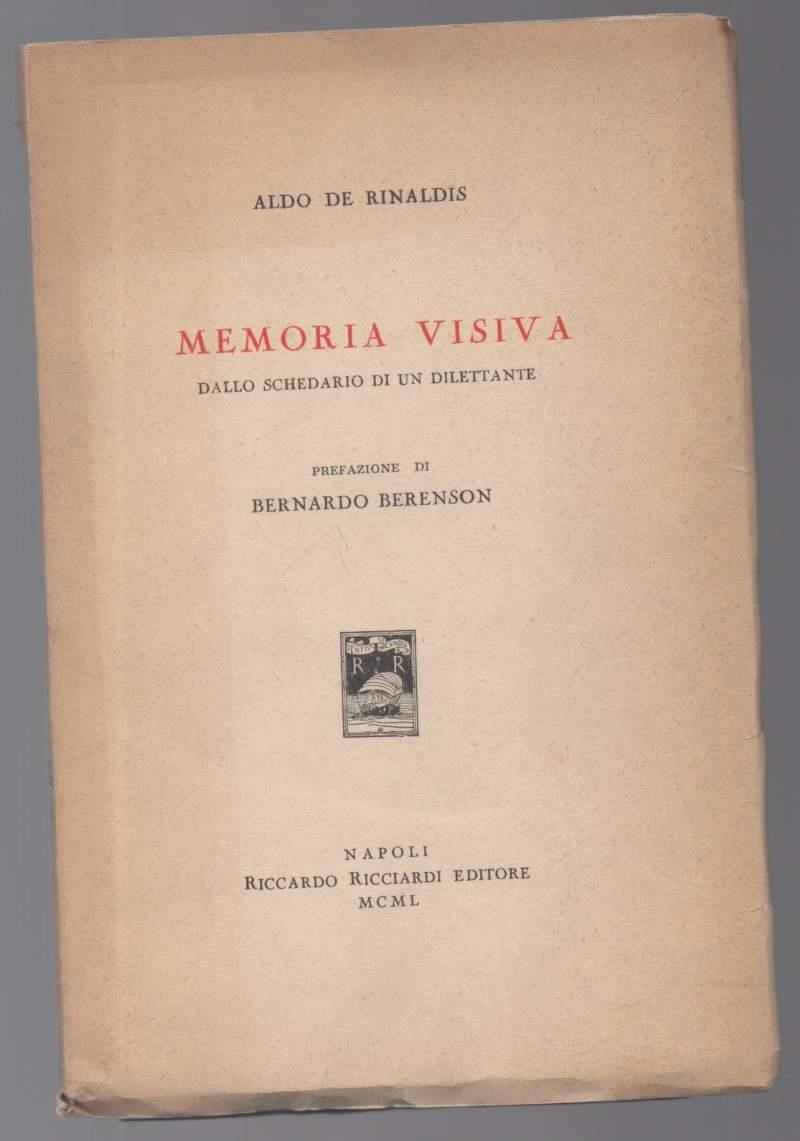 ALDO DE RINALDIS
MEMORIA VISIVA
DALLO SCHEDARIO DI UN DILETTANTE
PREFAZIONE DI
BERNARDO BERENSON
R R
NAPOLI
RICCARDO RICCIARDI EDITORE
MCML